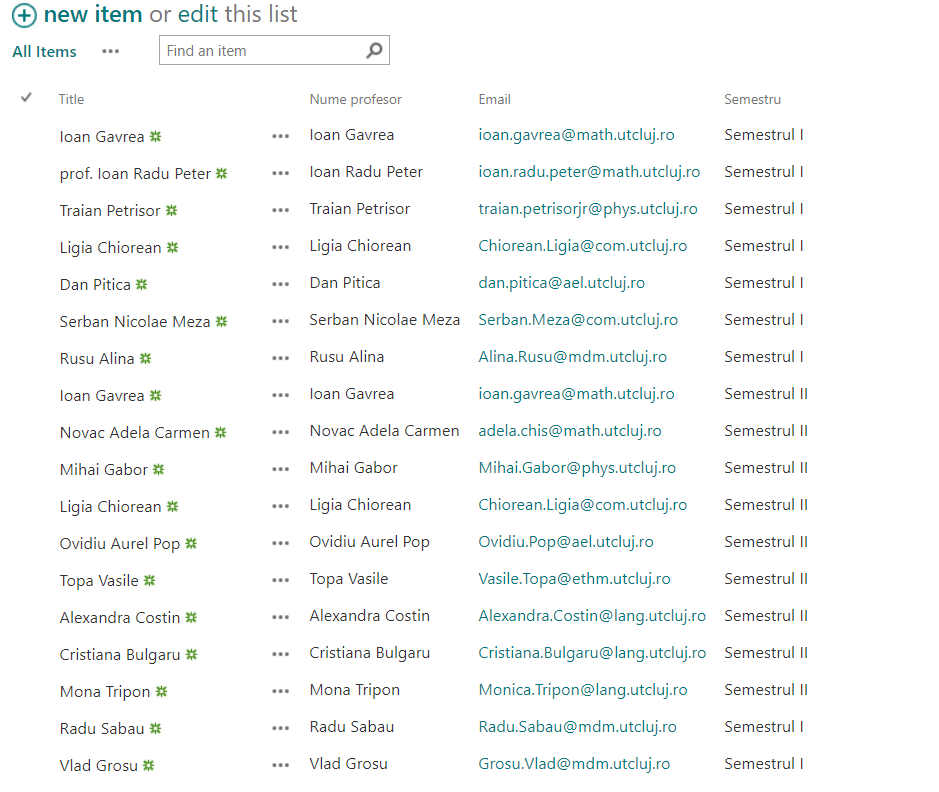 new item or edit this list
All Items ••• Find an item
Title Nume profesor Email Semestru
Ioan Gavrea ••• Ioan Gavrea ioan.gavrea@math.utcluj.ro Semestrul I
prof. Ioan Radu Peter ••• Ioan Radu Peter ioan.radu.peter@math.utcluj.ro Semestrul I
Traian Petrisor ••• Traian Petrisor traian.petrisorjr@phys.utcluj.ro Semestrul I
Ligia Chiorean ••• Ligia Chiorean Chiorean.Ligia@com.utcluj.ro Semestrul I
Dan Pitica ••• Dan Pitica dan.pitica@ael.utcluj.ro Semestrul I
Serban Nicolae Meza ••• Serban Nicolae Meza Serban.Meza@com.utcluj.ro Semestrul I
Rusu Alina ••• Rusu Alina Alina.Rusu@mdm.utcluj.ro Semestrul I
Ioan Gavrea ••• Ioan Gavrea ioan.gavrea@math.utcluj.ro Semestrul II
Novac Adela Carmen ••• Novac Adela Carmen adela.chis@math.utcluj.ro Semestrul II
Mihai Gabor ••• Mihai Gabor Mihai.Gabor@phys.utcluj.ro Semestrul II
Ligia Chiorean ••• Ligia Chiorean Chiorean.Ligia@com.utcluj.ro Semestrul II
Ovidiu Aurel Pop ••• Ovidiu Aurel Pop Ovidiu.Pop@ael.utcluj.ro Semestrul II
Topa Vasile ••• Topa Vasile Vasile.Topa@ethm.utcluj.ro Semestrul II
Alexandra Costin ••• Alexandra Costin Alexandra.Costin@lang.utcluj.ro Semestrul II
Cristiana Bulgaru ••• Cristiana Bulgaru Cristiana.Bulgaru@lang.utcluj.ro Semestrul II
Mona Tripon ••• Mona Tripon Monica.Tripon@lang.utcluj.ro Semestrul II
Radu Sabau ••• Radu Sabau Radu.Sabau@mdm.utcluj.ro Semestrul I
Vlad Grosu ••• Vlad Grosu Grosu.Vlad@mdm.utcluj.ro Semestrul I